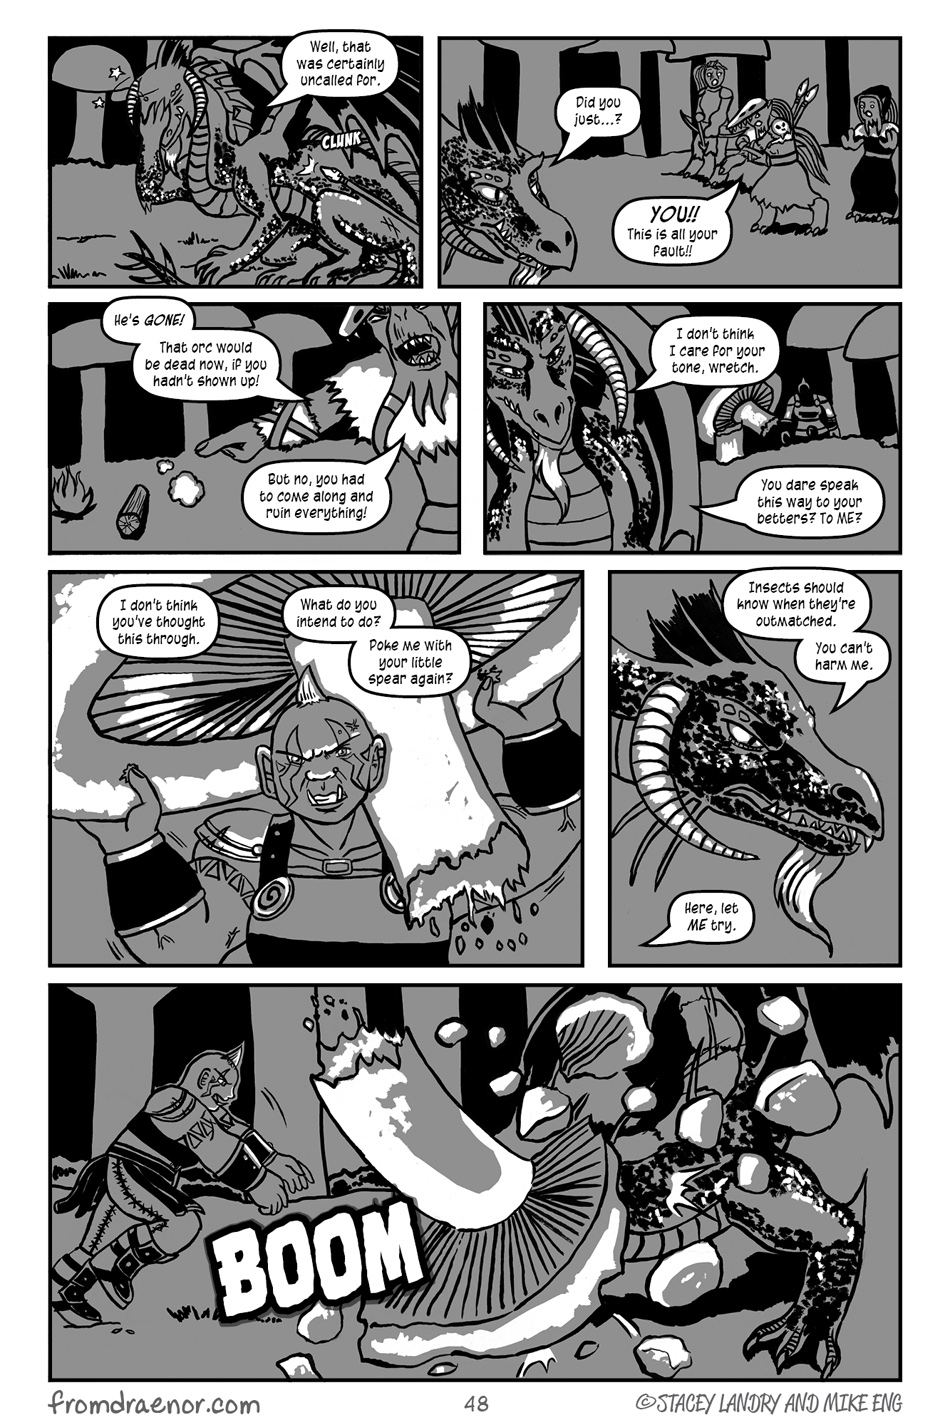 Well, that
was certainly
uncalled for.
CLUNK
Did you
just...?
YOU!!
This is all your
fault!!
He's GONE!
That orc would
be dead now, if you
hadn't shown up!
But no, you had
to come along and
ruin everything!
I don't think
I care for your
tone, wretch.
You dare speak
this way to your
betters? To ME?
I don't think
you've thought
this through.
What do you
intend to do?
Poke me with
your little
spear again?
Insects should
know when they're
outmatched.
You can't
harm me.
Here, let
ME try.
BOOM
fromdraenor.com
48
©STACEY LANDRY AND MIKE ENG